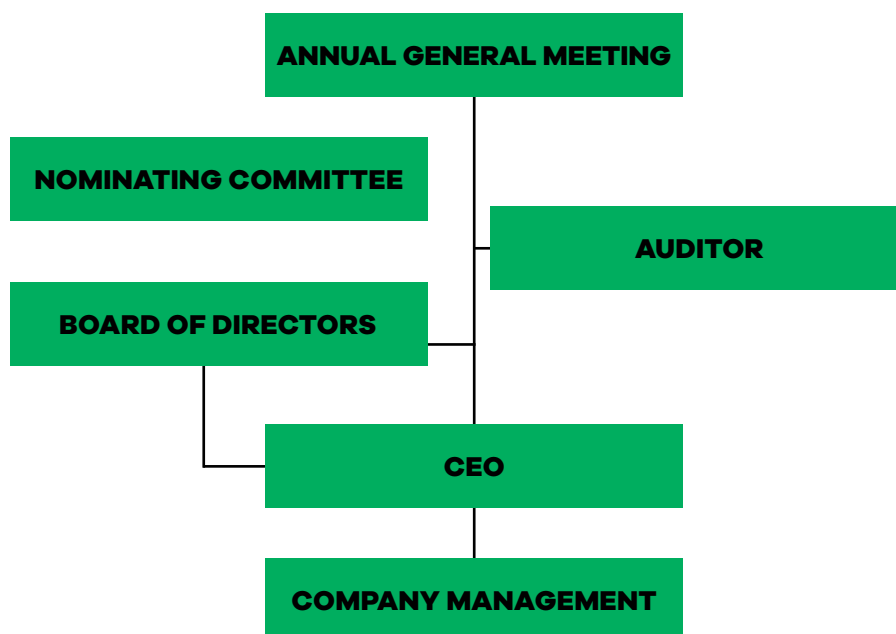 ANNUAL GENERAL MEETING
NOMINATING COMMITTEE
AUDITOR
BOARD OF DIRECTORS
CEO
COMPANY MANAGEMENT